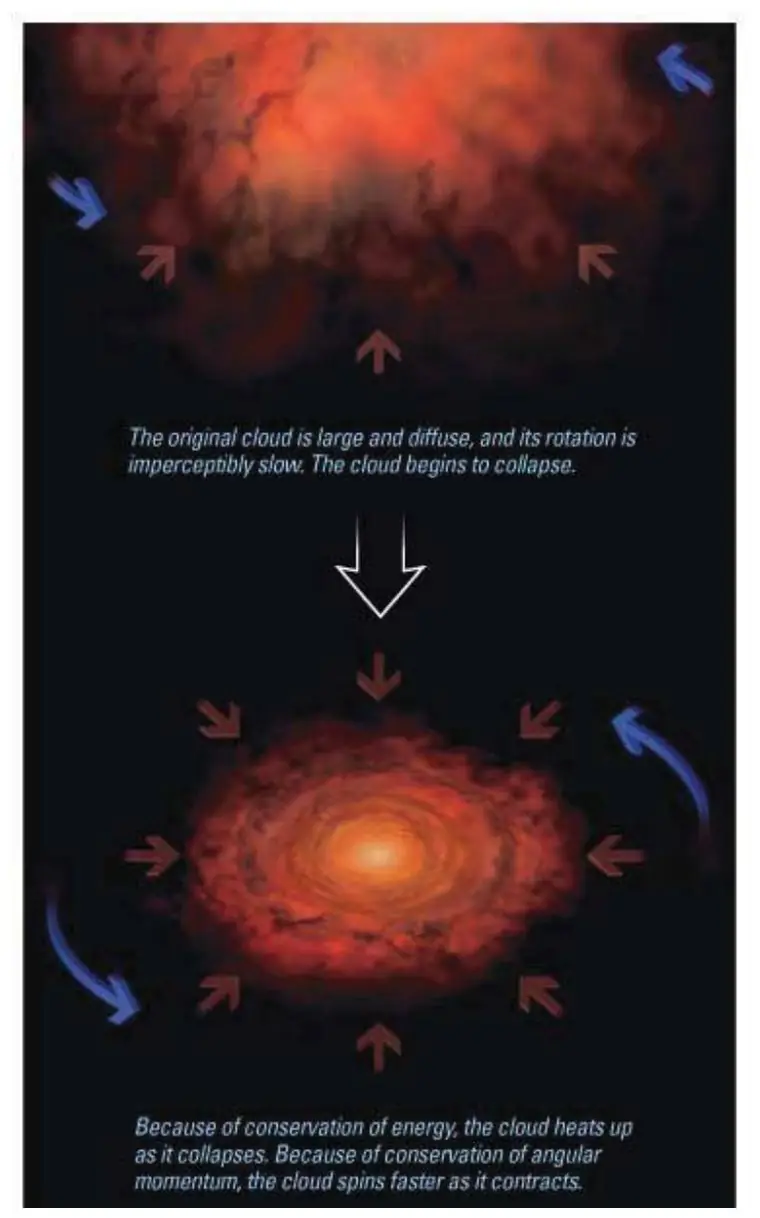 The original cloud is large and diffuse, and its rotation is
imperceptibly slow. The cloud begins to collapse.
Because of conservation of energy, the cloud heats up
as it collapses. Because of conservation of angular
momentum, the cloud spins faster as it contracts.